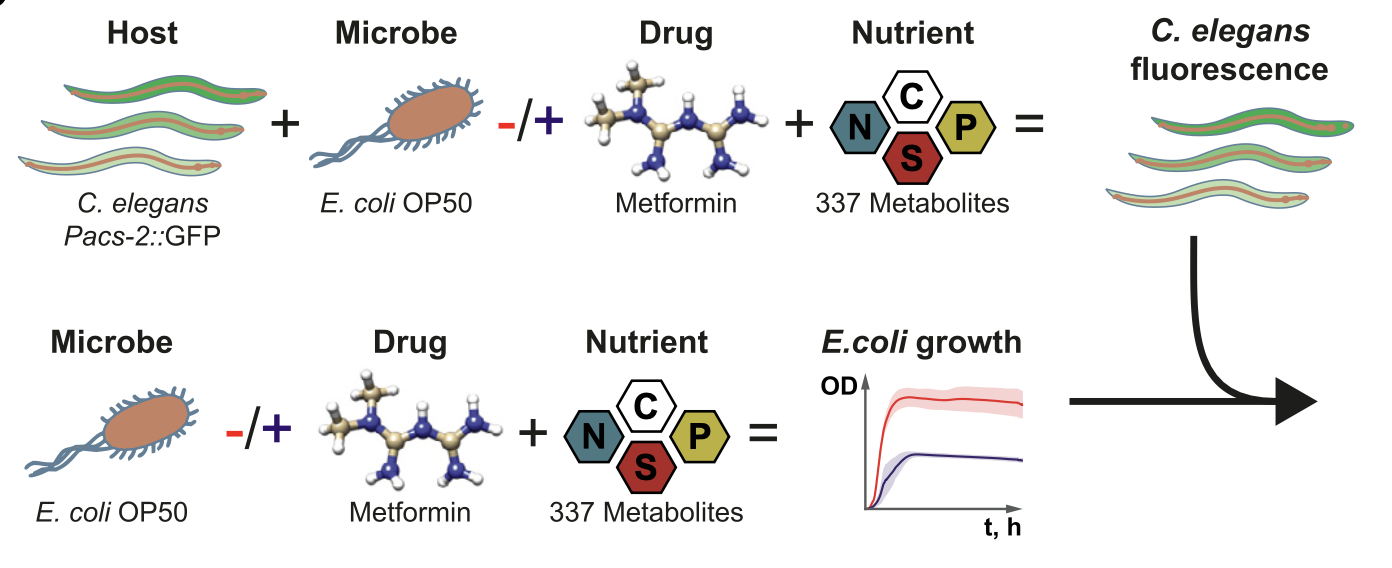 Host
Microbe
Drug
Nutrient
C. elegans
fluorescence
+
-/+
+
=
C
N
P
S
C. elegans
Pacs-2::GFP
E. coli OP50
Metformin
337 Metabolites
Microbe
Drug
Nutrient
E.coli growth
-/+
+
=
C
N
P
S
OD
t, h
E. coli OP50
Metformin
337 Metabolites